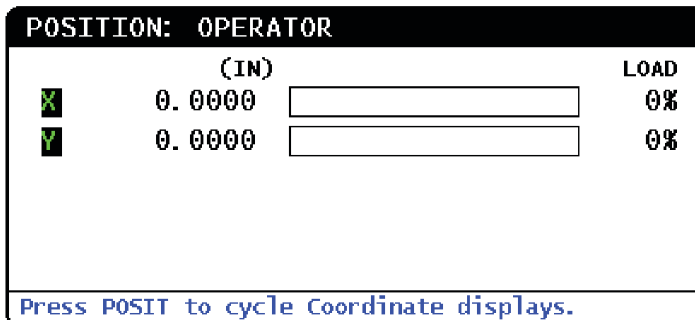 POSITION: OPERATOR
(IN) LOAD
X 0.0000 0%
Y 0.0000 0%
Press POSIT to cycle Coordinate displays.